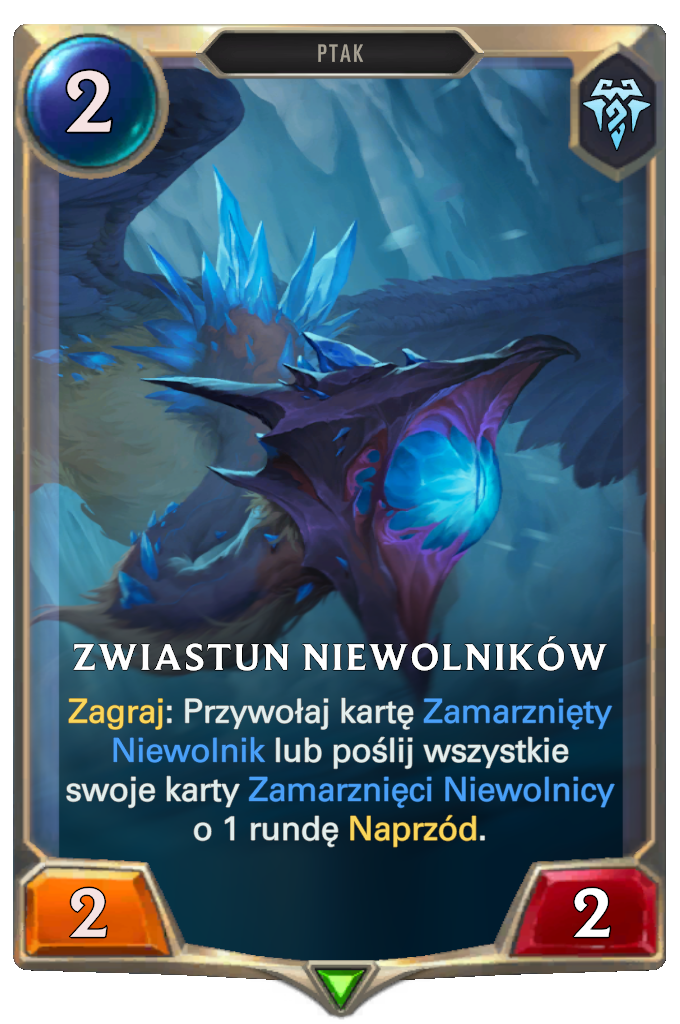 2
PTAK
ZWIASTUN NIEWOLNIKÓW
Zagraj: Przywołaj kartę Zamarznięty
Niewolnik lub poślij wszystkie
swoje karty Zamarznięci Niewolnicy
o 1 rundę Naprzód.
2
2